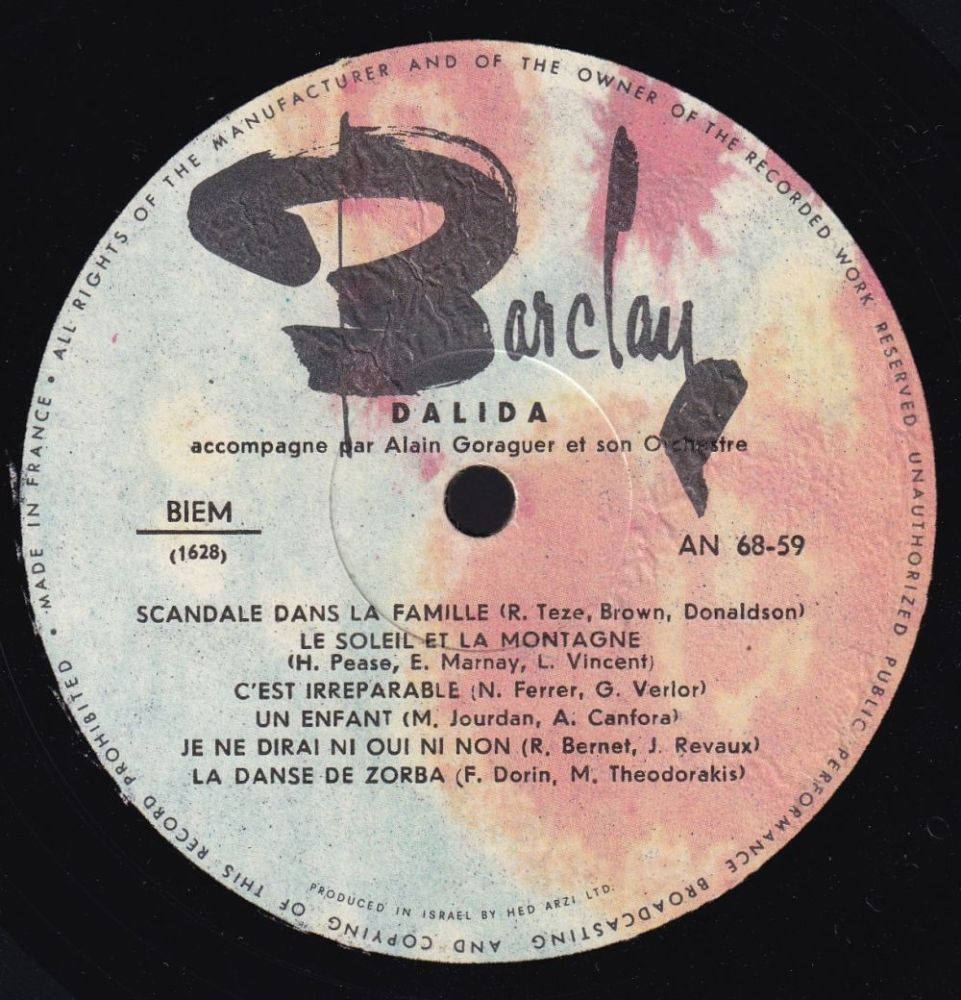 • MADE IN FRANCE • ALL RIGHTS OF THE MANUFACTURER AND OF THE OWNER OF THE RECORDED WORK RESERVED UNAUTHORIZED PUBLIC PERFORMANCE BROADCASTING AND COPYING OF THIS RECORD PROHIBITED
Barclay
DALIDA
accompagne par Alain Goraguer et son Orchestre
BIEM
(1628)
AN 68-59
SCANDALE DANS LA FAMILLE (R. Teze, Brown, Donaldson)
LE SOLEIL ET LA MONTAGNE
(H. Pease, E. Marnay, L. Vincent)
C'EST IRREPARABLE (N. Ferrer, G. Verlor)
UN ENFANT (M. Jourdan, A. Canfora)
JE NE DIRAI NI OUI NI NON (R. Bernet, J. Revaux)
LA DANSE DE ZORBA (F. Dorin, M. Theodorakis)
PRODUCED IN ISRAEL BY HED ARZI LTD.